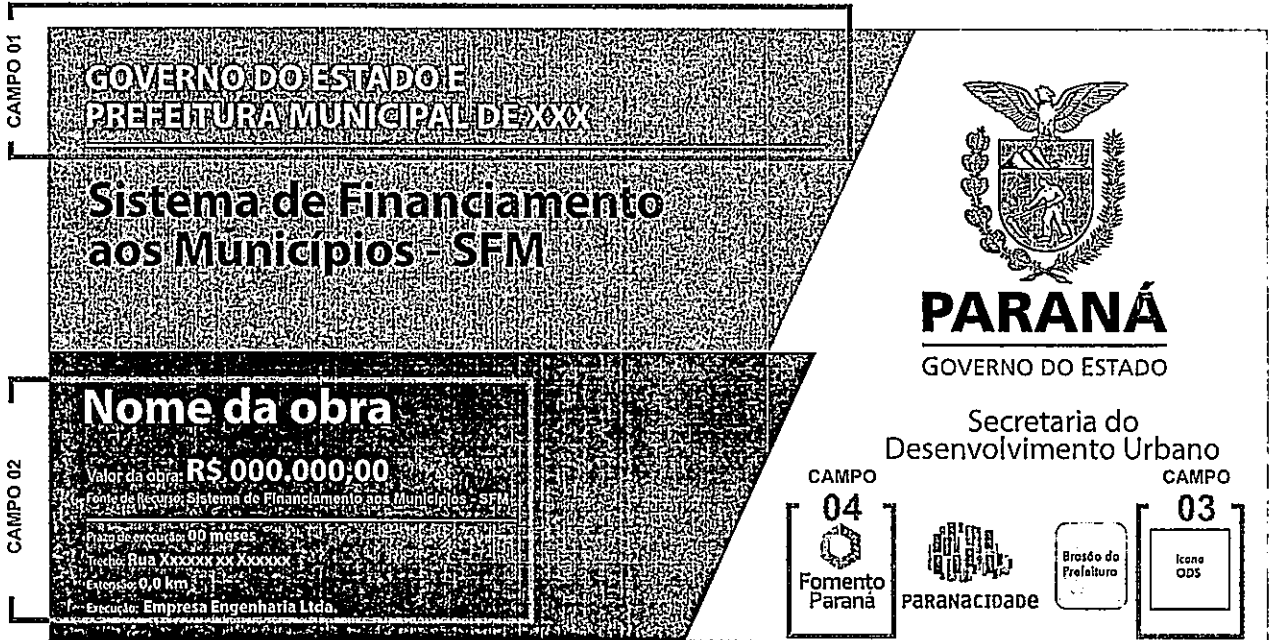 CAMPO 01
GOVERNO DO ESTADO E
PREFEITURA MUNICIPAL DE XXX
Sistema de Financiamento
aos Municípios - SFM
CAMPO 02
Nome da obra
Valor da obra: R$ 000.000,00
Fonte de Recurso: Sistema de Financiamento aos Municípios - SFM
Prazo de execução: 00 meses
Trecho: Rua Xxxxxx xx Xxxxxx
Extensão: 0,0 km
Execução: Empresa Engenharia Ltda.
PARANÁ
GOVERNO DO ESTADO
Secretaria do
Desenvolvimento Urbano
CAMPO
04
Fomento
Paraná
PARANACIDADE
Brasão da
Prefeitura
CAMPO
03
Icone
ODS